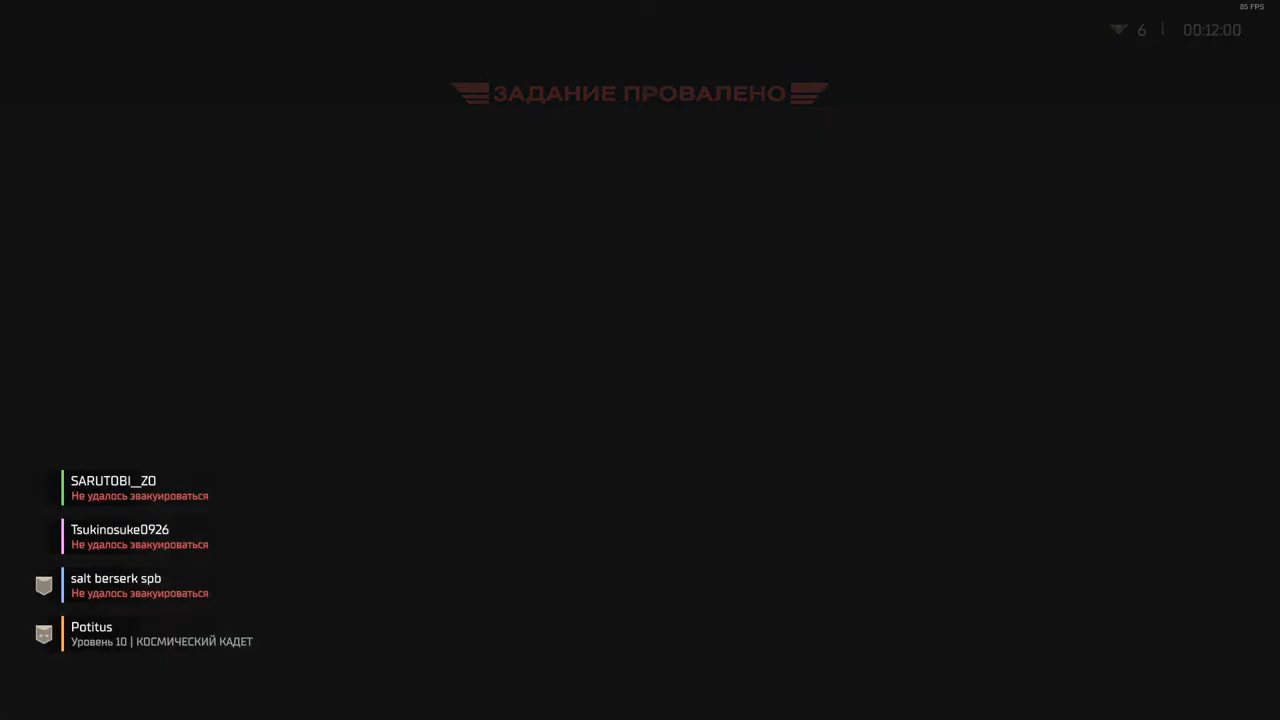 85 FPS
6 | 00:12:00
ЗАДАНИЕ ПРОВАЛЕНО
SARUTOBI__ZO
Не удалось эвакуироваться
Tsukinosuke0926
Не удалось эвакуироваться
salt berserk spb
Не удалось эвакуироваться
Potitus
Уровень 10 | КОСМИЧЕСКИЙ КАДЕТ